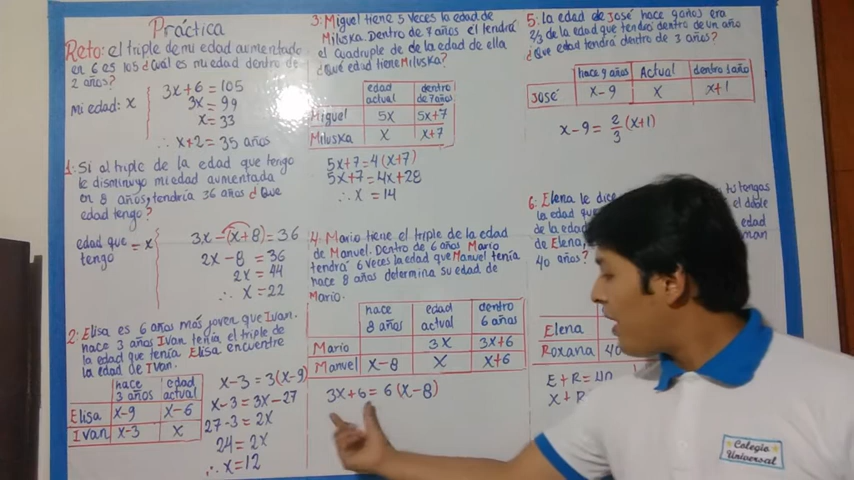 Práctica
Reto: el triple de mi edad aumentado
en 6 es 105 ¿Cuál es mi edad dentro de
2 años?
mi edad: x
3x+6 = 105
3x = 99
x = 33
∴ x+2 = 35 años
1: Si al triple de la edad que tengo
le disminuyo mi edad aumentada
en 8 años, tendría 36 años ¿Que
edad tengo?
edad que
tengo = x
3x-(x+8)=36
2x-8 = 36
2x = 44
∴ x = 22
2: Elisa es 6 años más joven que Ivan.
hace 3 años Ivan tenía el triple de
la edad que tenía Elisa encuentre
la edad de Ivan.
hace
3 años
edad
actual
Elisa x-9 x-6
Ivan x-3 x
x-3 = 3(x-9)
x-3 = 3x-27
27-3 = 2x
24 = 2x
∴ x=12
3: Miguel tiene 5 veces la edad de
Miluska. Dentro de 7 años él tendrá
el cuadruple de de la edad de ella
¿Qué edad tiene Miluska?
edad
actual
dentro
de 7 años
Miguel 5x 5x+7
Miluska x x+7
5x+7 = 4(x+7)
5x+7 = 4x+28
∴ x = 14
4: Mario tiene el triple de la edad
de Manuel. Dentro de 6 años Mario
tendrá 6 veces la edad que Manuel tenía
hace 8 años determina su edad de
Mario.
hace
8 años
edad
actual
dentro
6 años
Mario 3x 3x+6
Manuel x-8 x x+6
3x+6 = 6(x-8)
5: la edad de José hace 9 años era
2/3 de la edad que tendrá dentro de un año
¿Que edad tendrá dentro de 3 años?
hace 9 años Actual dentro 1 año
José x-9 x x+1
x-9 = 2/3 (x+1)
6: Elena le dice tu tengas
la edad que el doble
de la edad edad
de Elena,
40 años?
Elena
Roxana 40
E+R = 40
x+R
Colegio
Universal